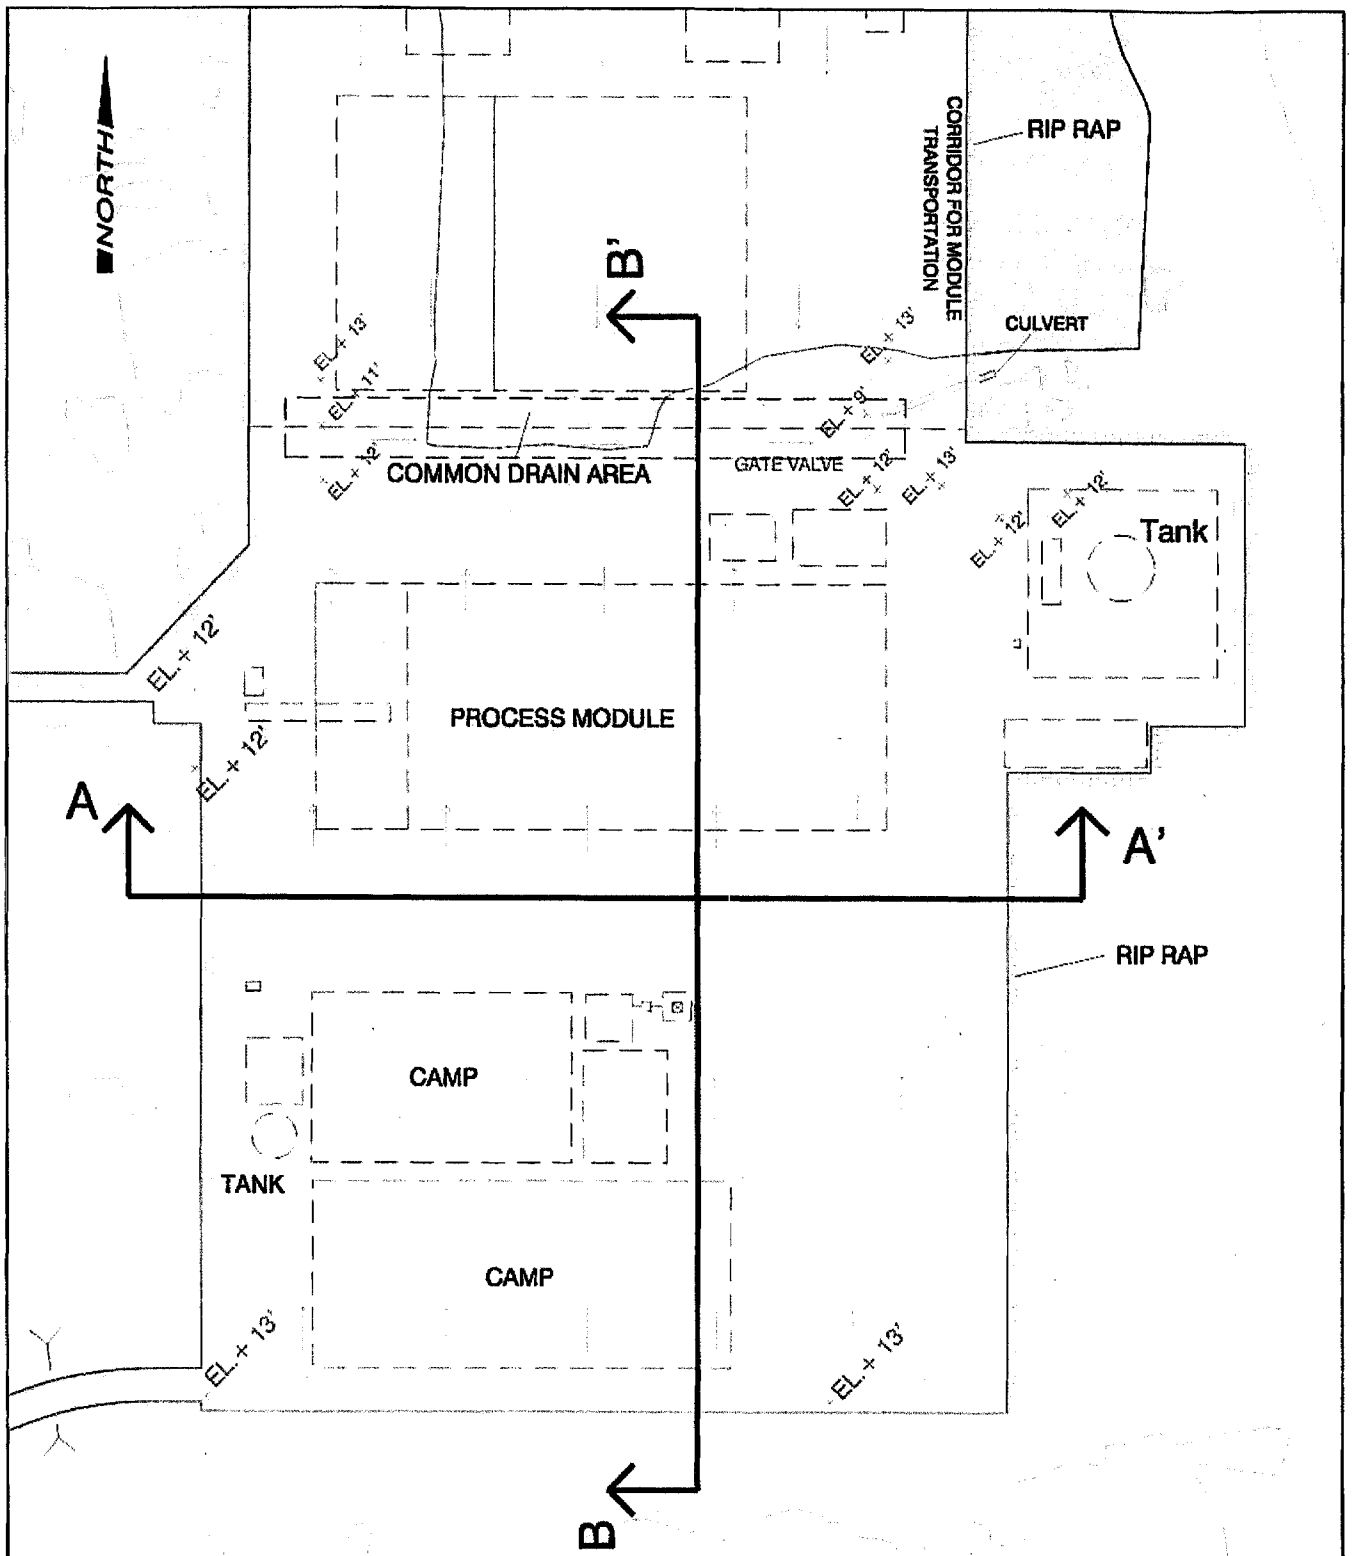 NORTH
CORRIDOR FOR MODULE
TRANSPORTATION
RIP RAP
B'
CULVERT
EL. + 13'
EL. + 13'
EL. + 11'
EL. + 9'
EL. + 12'
COMMON DRAIN AREA
GATE VALVE
EL. + 12'
EL. + 13'
EL. + 12'
EL. + 12'
Tank
EL. + 12'
PROCESS MODULE
EL. + 12'
A
A'
RIP RAP
CAMP
TANK
CAMP
EL. + 13'
EL. + 13'
B